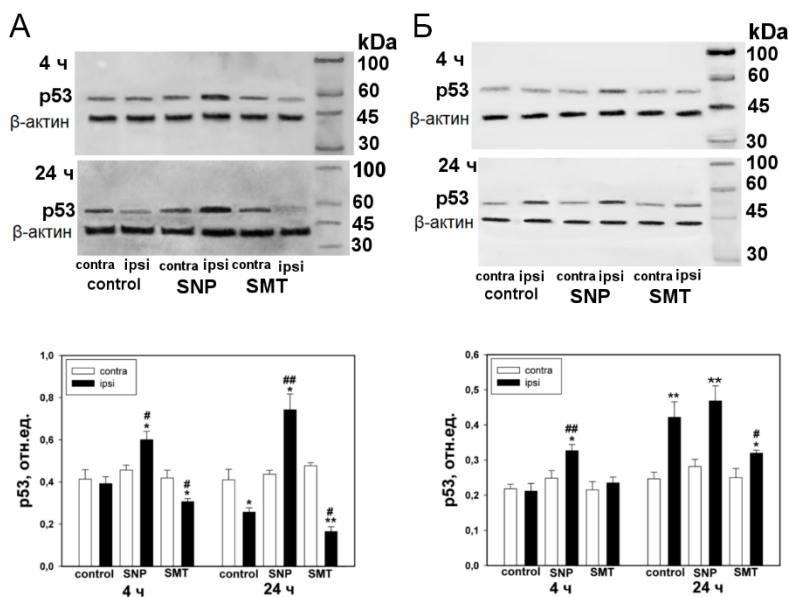 А
4 ч
kDa
100
p53
60
β-актин
45
30
24 ч
100
p53
60
β-актин
45
30
contra ipsi contra ipsi contra ipsi
control SNP SMT
Б
4 ч
kDa
100
60
p53
45
β-актин
30
24 ч
100
60
p53
45
β-актин
30
contra ipsi contra ipsi contra ipsi
control SNP SMT
p53, отн.ед.
1,0
0,8
0,6
0,4
0,2
0,0
contra
ipsi
#
*
#
*
*
##
*
#
**
control SNP SMT control SNP SMT
4 ч 24 ч
p53, отн.ед.
0,6
0,5
0,4
0,3
0,2
0,1
0,0
contra
ipsi
##
*
**
**
#
*
control SNP SMT control SNP SMT
4 ч 24 ч